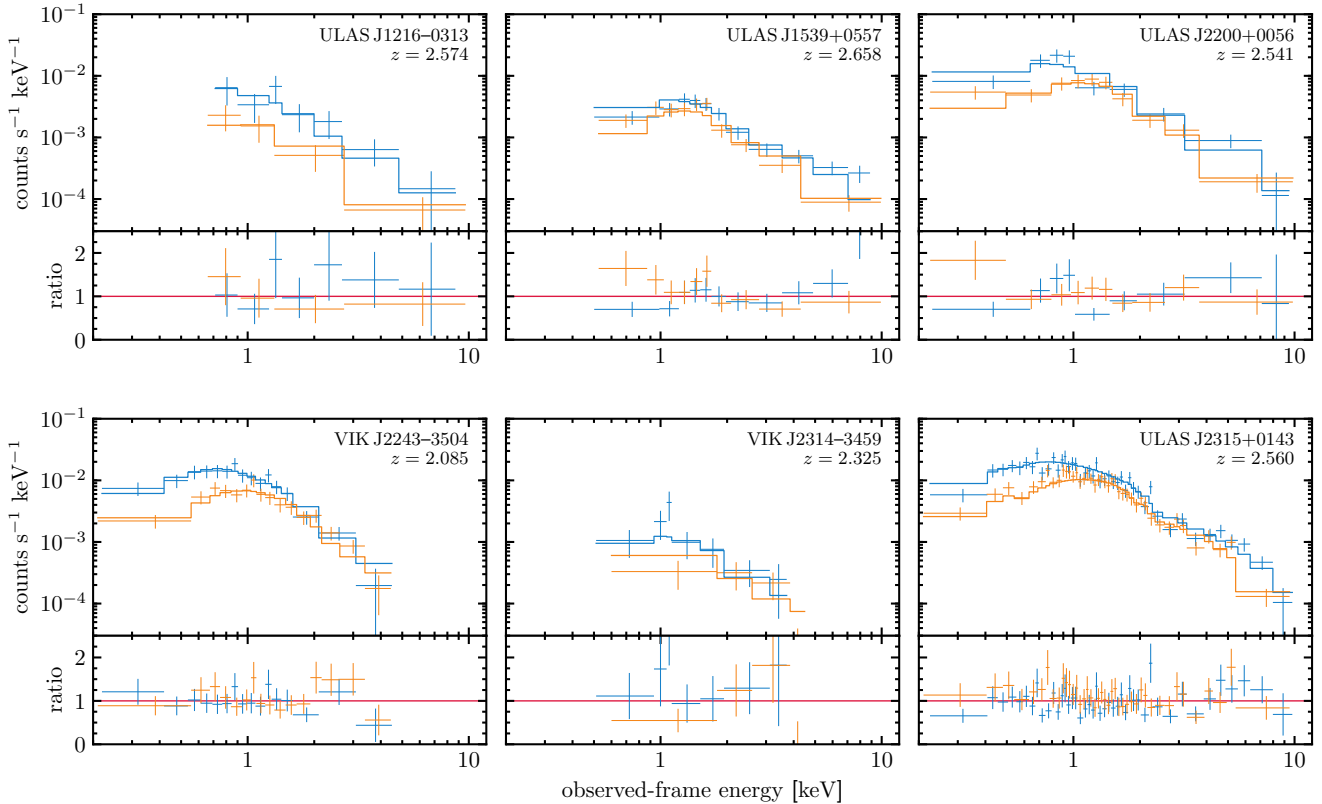 ULAS J1216–0313
z = 2.574
ULAS J1539+0557
z = 2.658
ULAS J2200+0056
z = 2.541
counts s⁻¹ keV⁻¹
10⁻¹
10⁻²
10⁻³
10⁻⁴
ratio
2
1
0
1
10
1
10
1
10
VIK J2243–3504
z = 2.085
VIK J2314–3459
z = 2.325
ULAS J2315+0143
z = 2.560
counts s⁻¹ keV⁻¹
10⁻¹
10⁻²
10⁻³
10⁻⁴
ratio
2
1
0
1
10
1
10
1
10
observed-frame energy [keV]